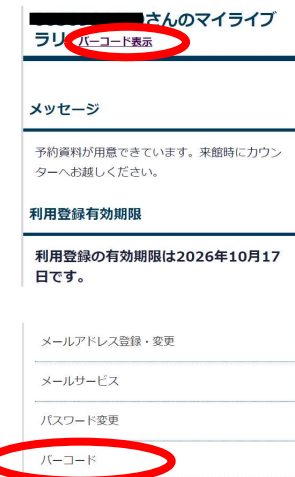 さんのマイライブ
ラリ バーコード表示
メッセージ
予約資料が用意できています。来館時にカウン
ターへお越しください。
利用登録有効期限
利用登録の有効期限は2026年10月17
日です。
メールアドレス登録・変更
メールサービス
パスワード変更
バーコード